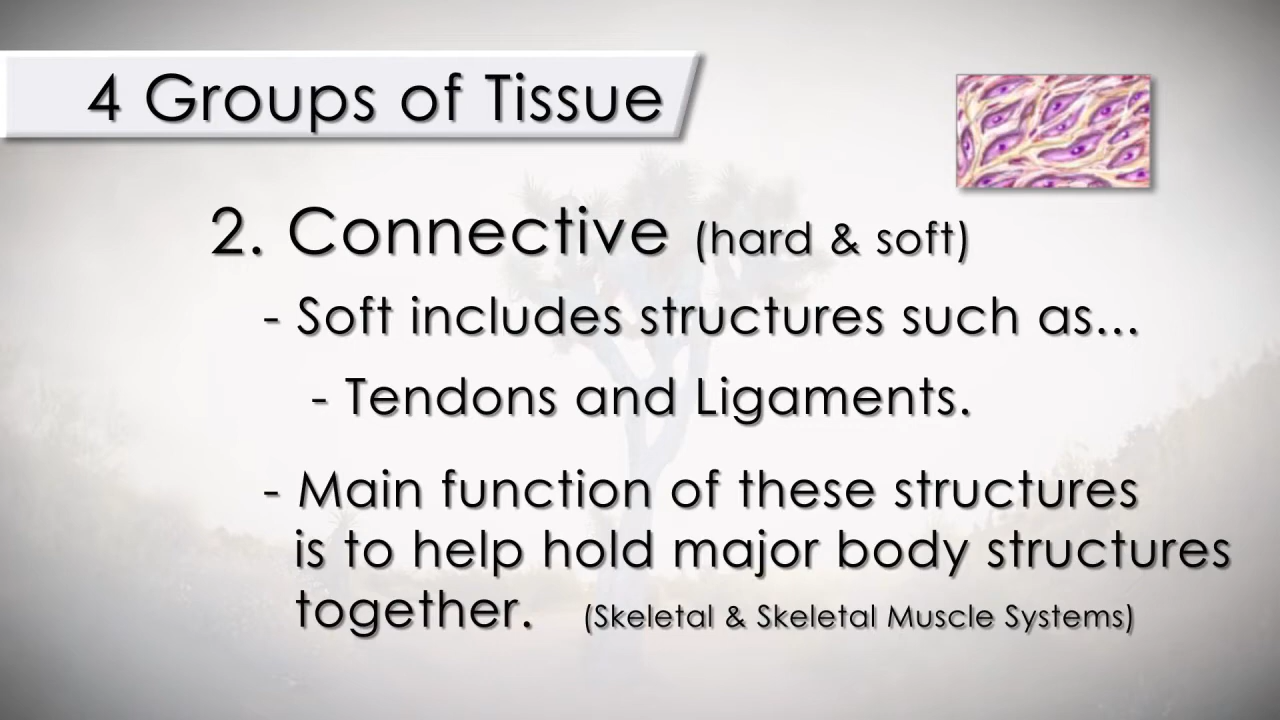 4 Groups of Tissue
2. Connective (hard & soft)
- Soft includes structures such as...
- Tendons and Ligaments.
- Main function of these structures
is to help hold major body structures
together. (Skeletal & Skeletal Muscle Systems)